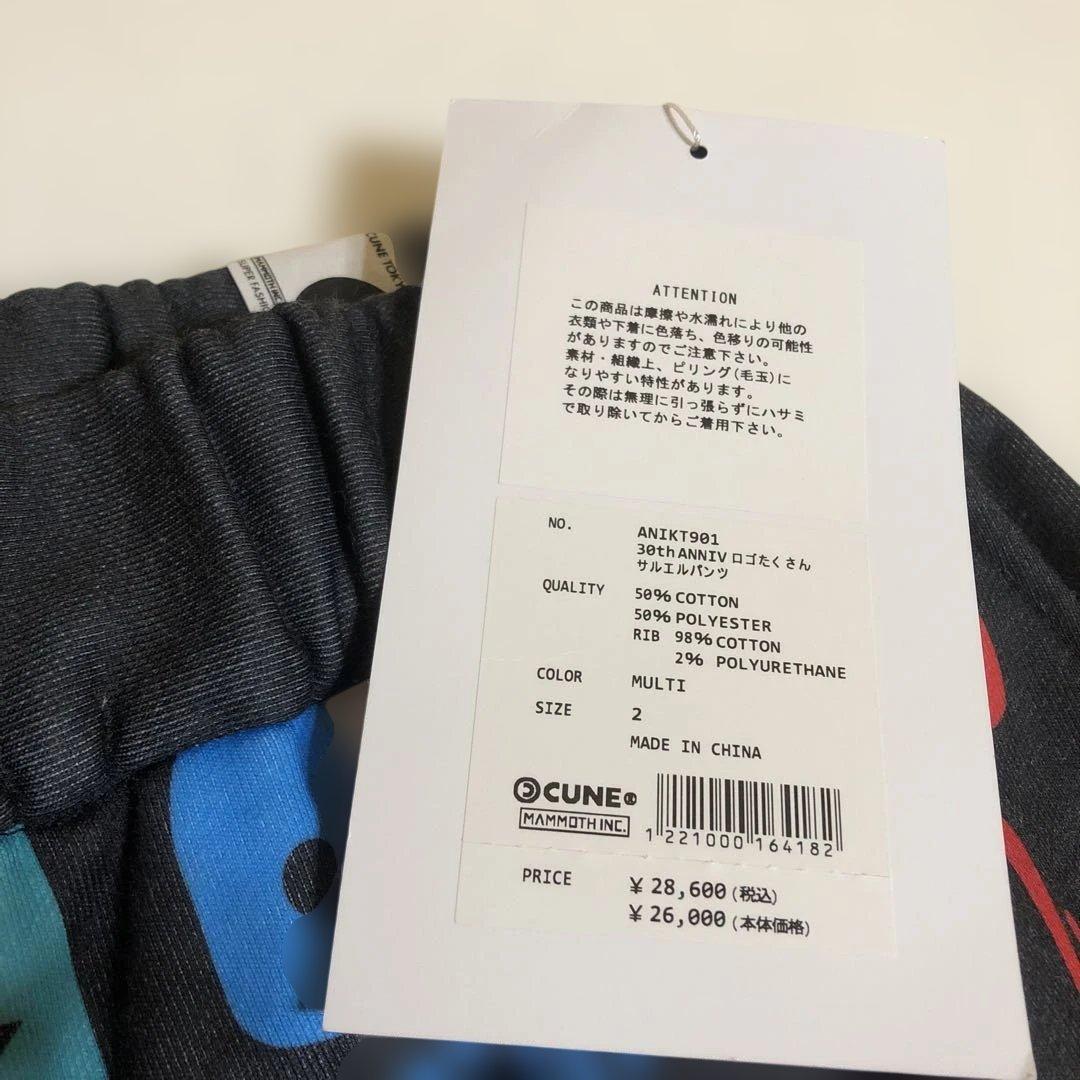 CUNE TOKY
MAMMOTH INC.
SUPER FASHI
ATTENTION
この商品は摩擦や水濡れにより他の
衣類や下着に色落ち、色移りの可能性
がありますのでご注意下さい。
素材・組織上、ピリング(毛玉)に
なりやすい特性があります。
その際は無理に引っ張らずにハサミ
で取り除いてからご着用下さい。
NO. ANIKT901
30th ANNIV ロゴたくさん
サルエルパンツ
QUALITY 50% COTTON
50% POLYESTER
RIB 98% COTTON
2% POLYURETHANE
COLOR MULTI
SIZE 2
MADE IN CHINA
CUNE®
MAMMOTH INC.
1 221000 164182
PRICE ¥ 28,600 (税込)
¥ 26,000 (本体価格)